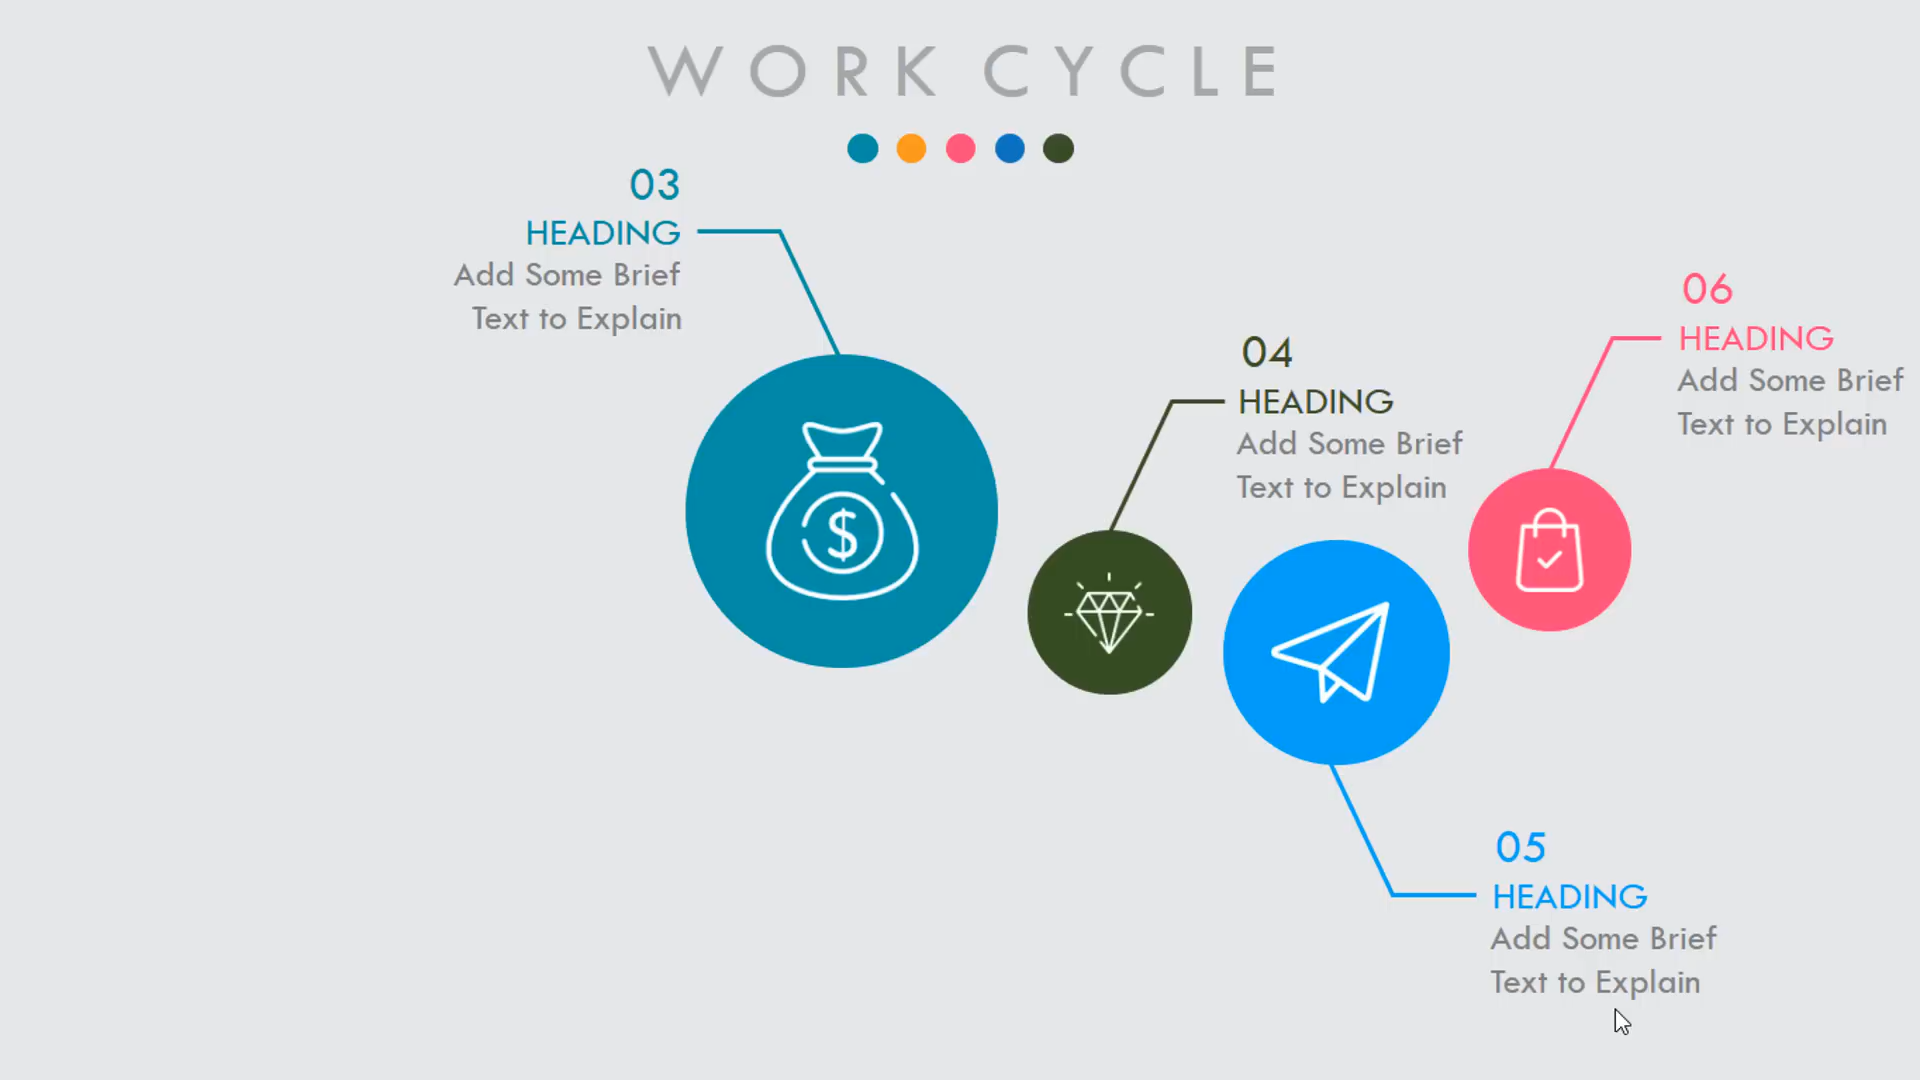 WORK CYCLE
03
HEADING
Add Some Brief
Text to Explain
$
04
HEADING
Add Some Brief
Text to Explain
05
HEADING
Add Some Brief
Text to Explain
06
HEADING
Add Some Brief
Text to Explain